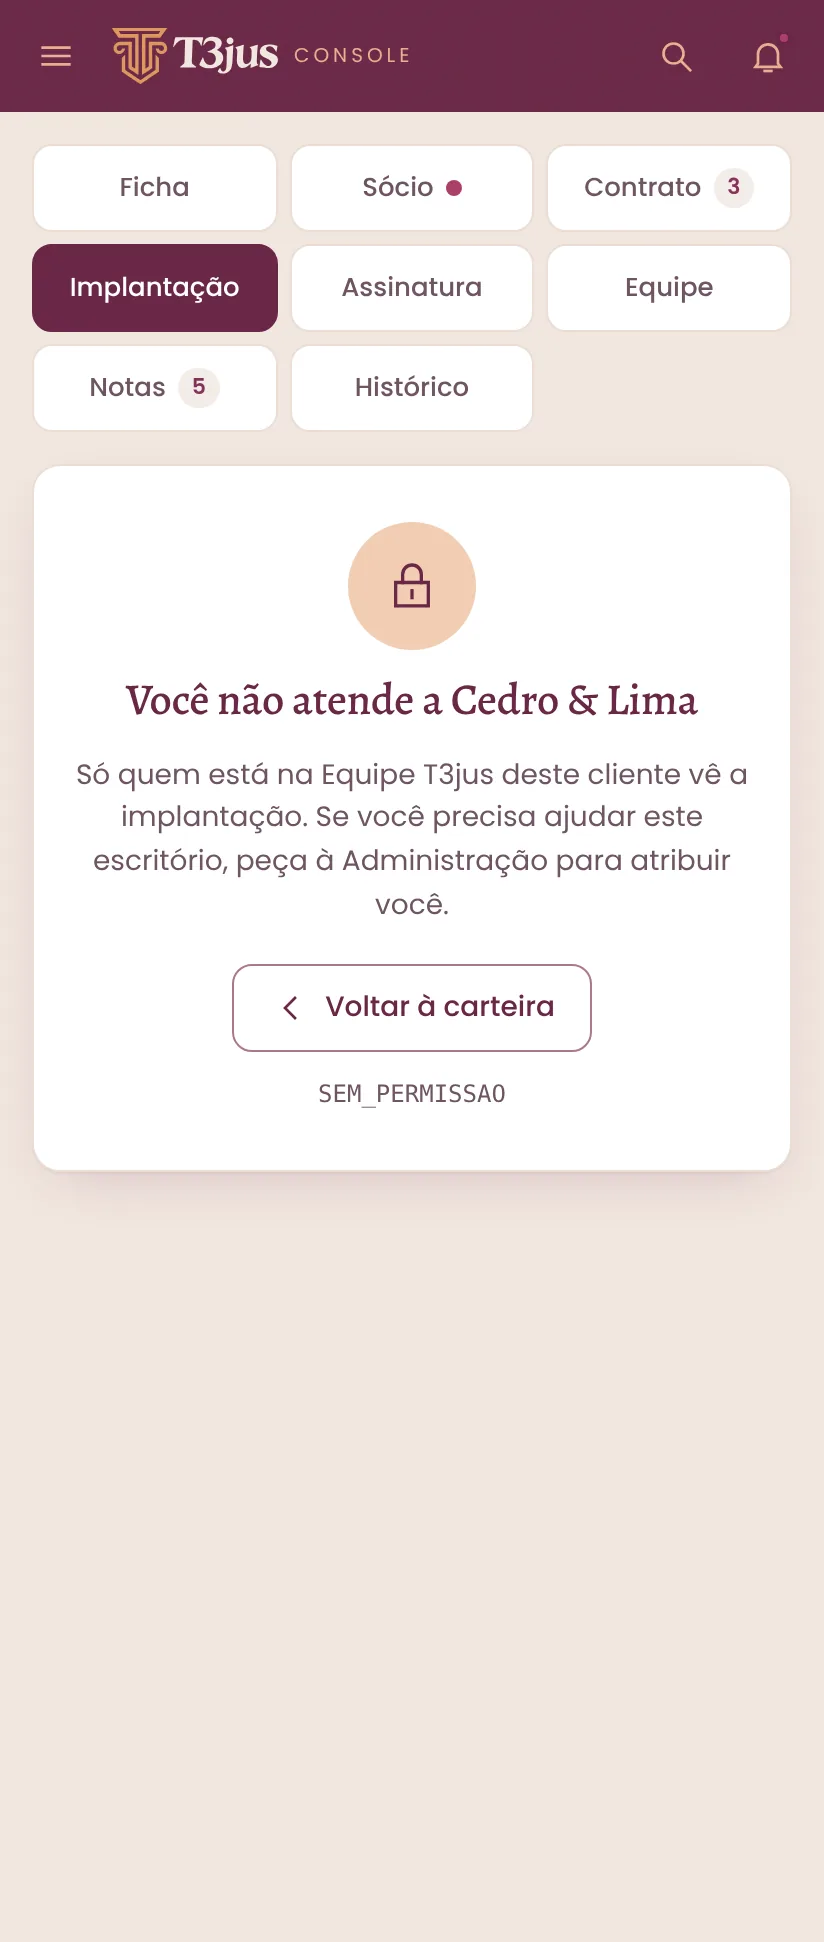 T3jus CONSOLE
Ficha
Sócio
Contrato 3
Implantação
Assinatura
Equipe
Notas 5
Histórico
Você não atende a Cedro & Lima
Só quem está na Equipe T3jus deste cliente vê a
implantação. Se você precisa ajudar este
escritório, peça à Administração para atribuir
você.
Voltar à carteira
SEM_PERMISSAO